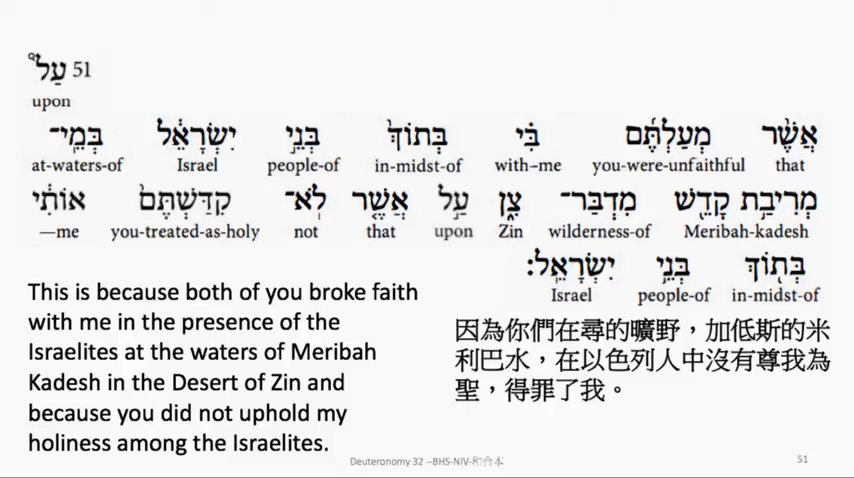 51 עַל֩
upon
אֲשֶׁ֨ר מְעַלְתֶּ֜ם בִּ֗י בְּתוֹךְ֙ בְּנֵ֣י יִשְׂרָאֵ֔ל בְּמֵֽי־
at-waters-of Israel people-of in-midst-of with–me you-were-unfaithful that
מְרִיבַ֥ת קָדֵ֖שׁ מִדְבַּר־ צִ֑ן עַ֣ל אֲשֶׁ֤ר לֹֽא־ קִדַּשְׁתֶּם֙ אוֹתִ֔י
—me you-treated-as-holy not that upon Zin wilderness-of Meribah-kadesh
בְּת֖וֹךְ בְּנֵ֥י יִשְׂרָאֵֽל׃
Israel people-of in-midst-of
This is because both of you broke faith
with me in the presence of the
Israelites at the waters of Meribah
Kadesh in the Desert of Zin and
because you did not uphold my
holiness among the Israelites.
因為你們在尋的曠野，加低斯的米
利巴水，在以色列人中沒有尊我為
聖，得罪了我。
Deuteronomy 32 --BHS-NIV-和合本
51